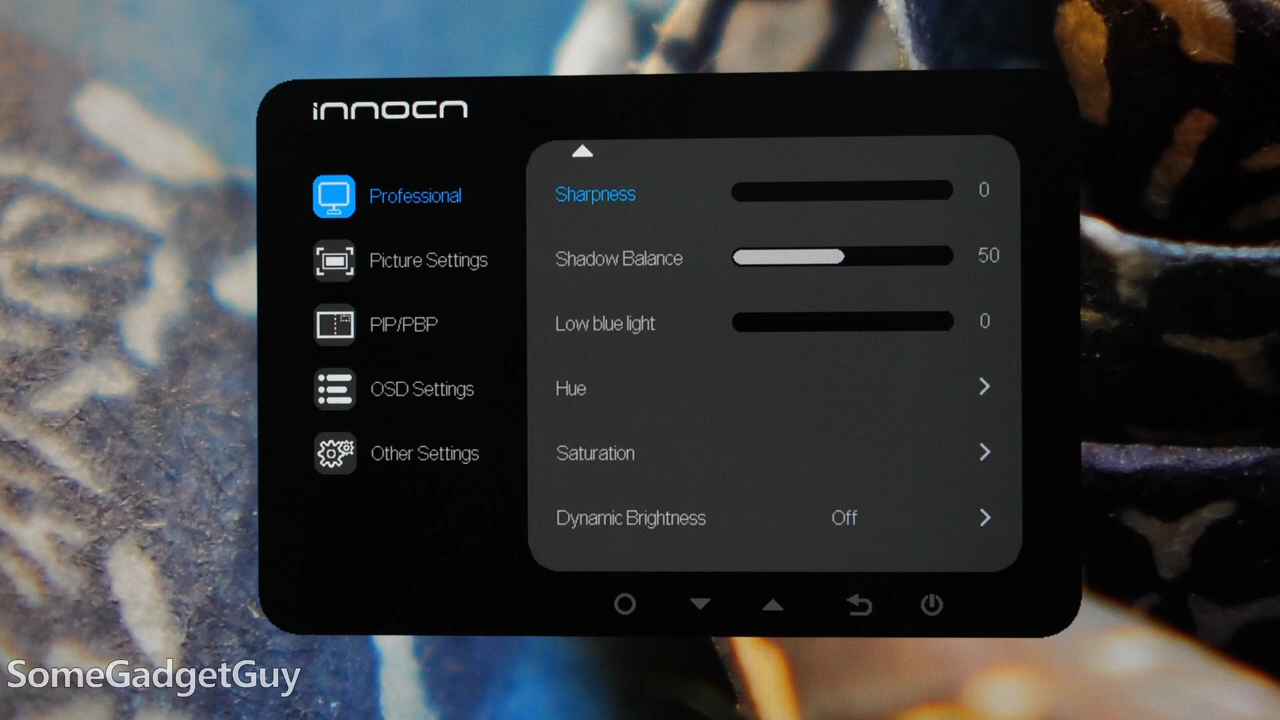 innocn
Professional
Picture Settings
PIP/PBP
OSD Settings
Other Settings
Sharpness 0
Shadow Balance 50
Low blue light 0
Hue
Saturation
Dynamic Brightness Off
SomeGadgetGuy